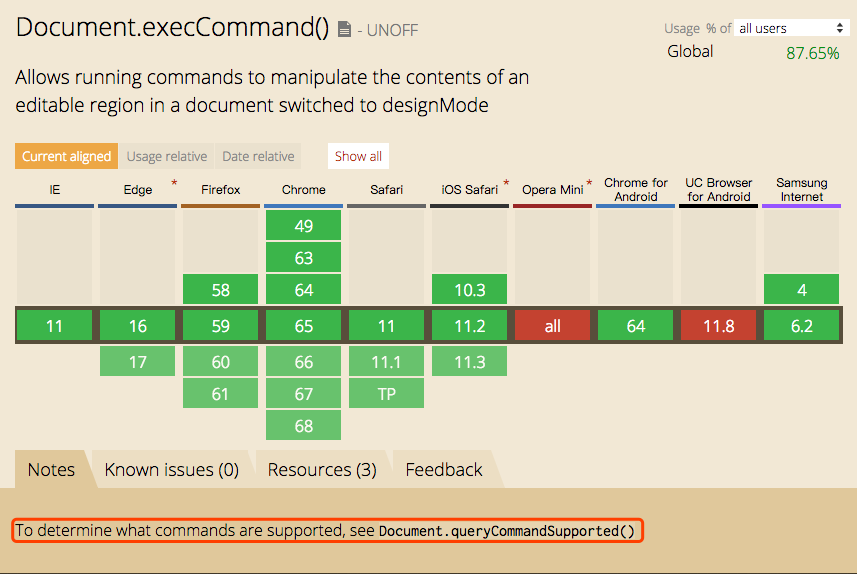 Document.execCommand() - UNOFF
Usage % of all users
Global 87.65%
Allows running commands to manipulate the contents of an
editable region in a document switched to designMode
Current aligned Usage relative Date relative Show all
IE Edge * Firefox Chrome Safari iOS Safari * Opera Mini * Chrome for Android UC Browser for Android Samsung Internet
49
63
58 64 10.3 4
11 16 59 65 11 11.2 all 64 11.8 6.2
17 60 66 11.1 11.3
61 67 TP
68
Notes Known issues (0) Resources (3) Feedback
To determine what commands are supported, see Document.queryCommandSupported()